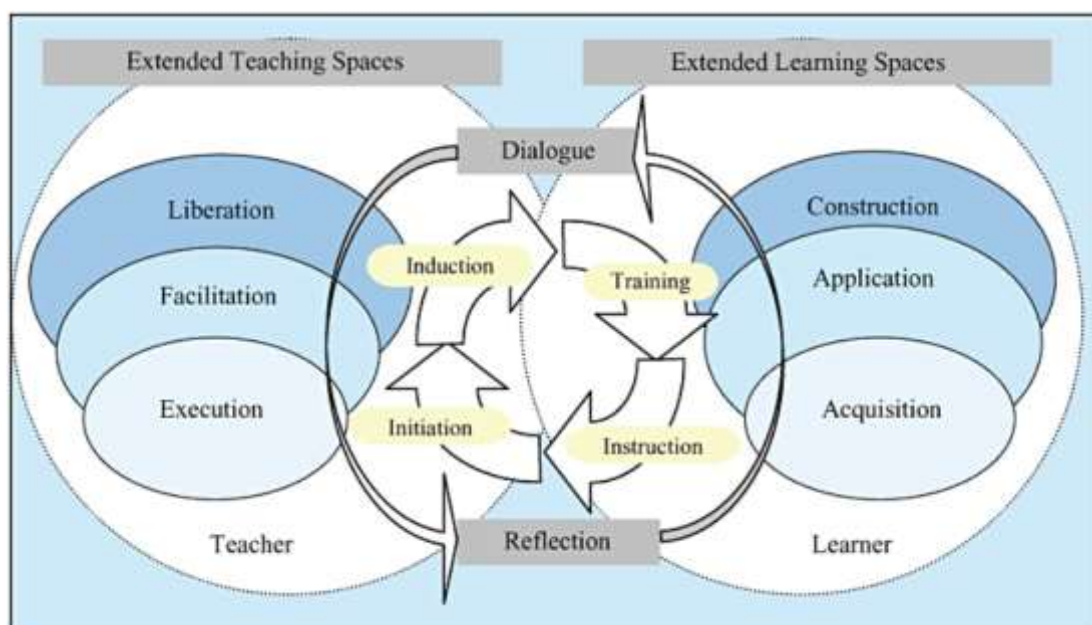 Extended Teaching Spaces
Extended Learning Spaces
Dialogue
Liberation
Construction
Induction
Training
Facilitation
Application
Execution
Acquisition
Initiation
Instruction
Teacher
Reflection
Learner